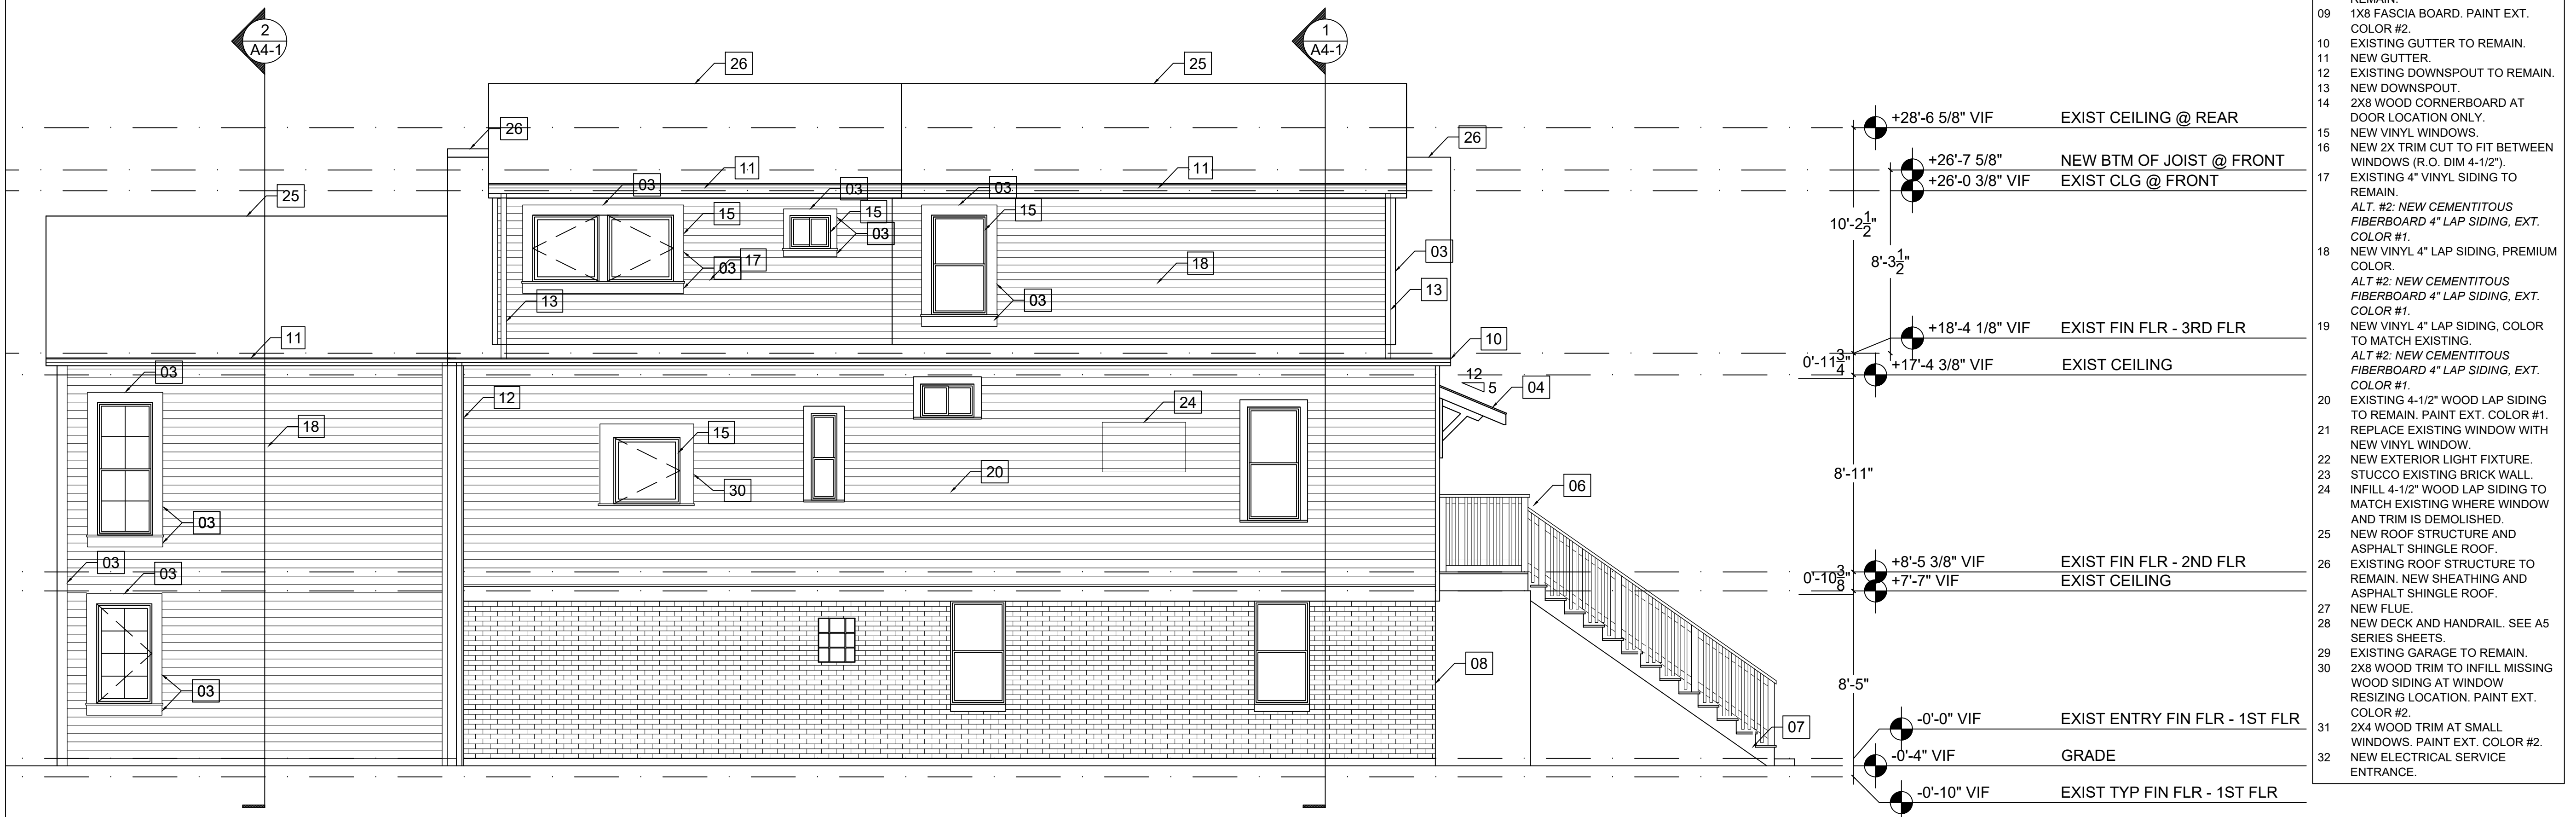 2
A4-1
1
A4-1
26
25
26
26
25
11
11
03
03
03
15
15
15
03
03
17
18
03
13
03
13
11
10
03
12
18
12
5
04
24
15
20
30
06
03
03
03
03
08
07
+28'-6 5/8" VIF EXIST CEILING @ REAR
+26'-7 5/8" NEW BTM OF JOIST @ FRONT
+26'-0 3/8" VIF EXIST CLG @ FRONT
10'-2 1/2"
8'-3 1/2"
+18'-4 1/8" VIF EXIST FIN FLR - 3RD FLR
0'-11 3/4"
+17'-4 3/8" VIF EXIST CEILING
8'-11"
+8'-5 3/8" VIF EXIST FIN FLR - 2ND FLR
0'-10 3/8"
+7'-7" VIF EXIST CEILING
8'-5"
-0'-0" VIF EXIST ENTRY FIN FLR - 1ST FLR
-0'-4" VIF GRADE
-0'-10" VIF EXIST TYP FIN FLR - 1ST FLR
REMAIN.
09 1X8 FASCIA BOARD. PAINT EXT.
COLOR #2.
10 EXISTING GUTTER TO REMAIN.
11 NEW GUTTER.
12 EXISTING DOWNSPOUT TO REMAIN.
13 NEW DOWNSPOUT.
14 2X8 WOOD CORNERBOARD AT
DOOR LOCATION ONLY.
15 NEW VINYL WINDOWS.
16 NEW 2X TRIM CUT TO FIT BETWEEN
WINDOWS (R.O. DIM 4-1/2").
17 EXISTING 4" VINYL SIDING TO
REMAIN.
ALT. #2: NEW CEMENTITOUS
FIBERBOARD 4" LAP SIDING, EXT.
COLOR #1.
18 NEW VINYL 4" LAP SIDING, PREMIUM
COLOR.
ALT #2: NEW CEMENTITOUS
FIBERBOARD 4" LAP SIDING, EXT.
COLOR #1.
19 NEW VINYL 4" LAP SIDING, COLOR
TO MATCH EXISTING.
ALT #2: NEW CEMENTITOUS
FIBERBOARD 4" LAP SIDING, EXT.
COLOR #1.
20 EXISTING 4-1/2" WOOD LAP SIDING
TO REMAIN. PAINT EXT. COLOR #1.
21 REPLACE EXISTING WINDOW WITH
NEW VINYL WINDOW.
22 NEW EXTERIOR LIGHT FIXTURE.
23 STUCCO EXISTING BRICK WALL.
24 INFILL 4-1/2" WOOD LAP SIDING TO
MATCH EXISTING WHERE WINDOW
AND TRIM IS DEMOLISHED.
25 NEW ROOF STRUCTURE AND
ASPHALT SHINGLE ROOF.
26 EXISTING ROOF STRUCTURE TO
REMAIN. NEW SHEATHING AND
ASPHALT SHINGLE ROOF.
27 NEW FLUE.
28 NEW DECK AND HANDRAIL. SEE A5
SERIES SHEETS.
29 EXISTING GARAGE TO REMAIN.
30 2X8 WOOD TRIM TO INFILL MISSING
WOOD SIDING AT WINDOW
RESIZING LOCATION. PAINT EXT.
COLOR #2.
31 2X4 WOOD TRIM AT SMALL
WINDOWS. PAINT EXT. COLOR #2.
32 NEW ELECTRICAL SERVICE
ENTRANCE.